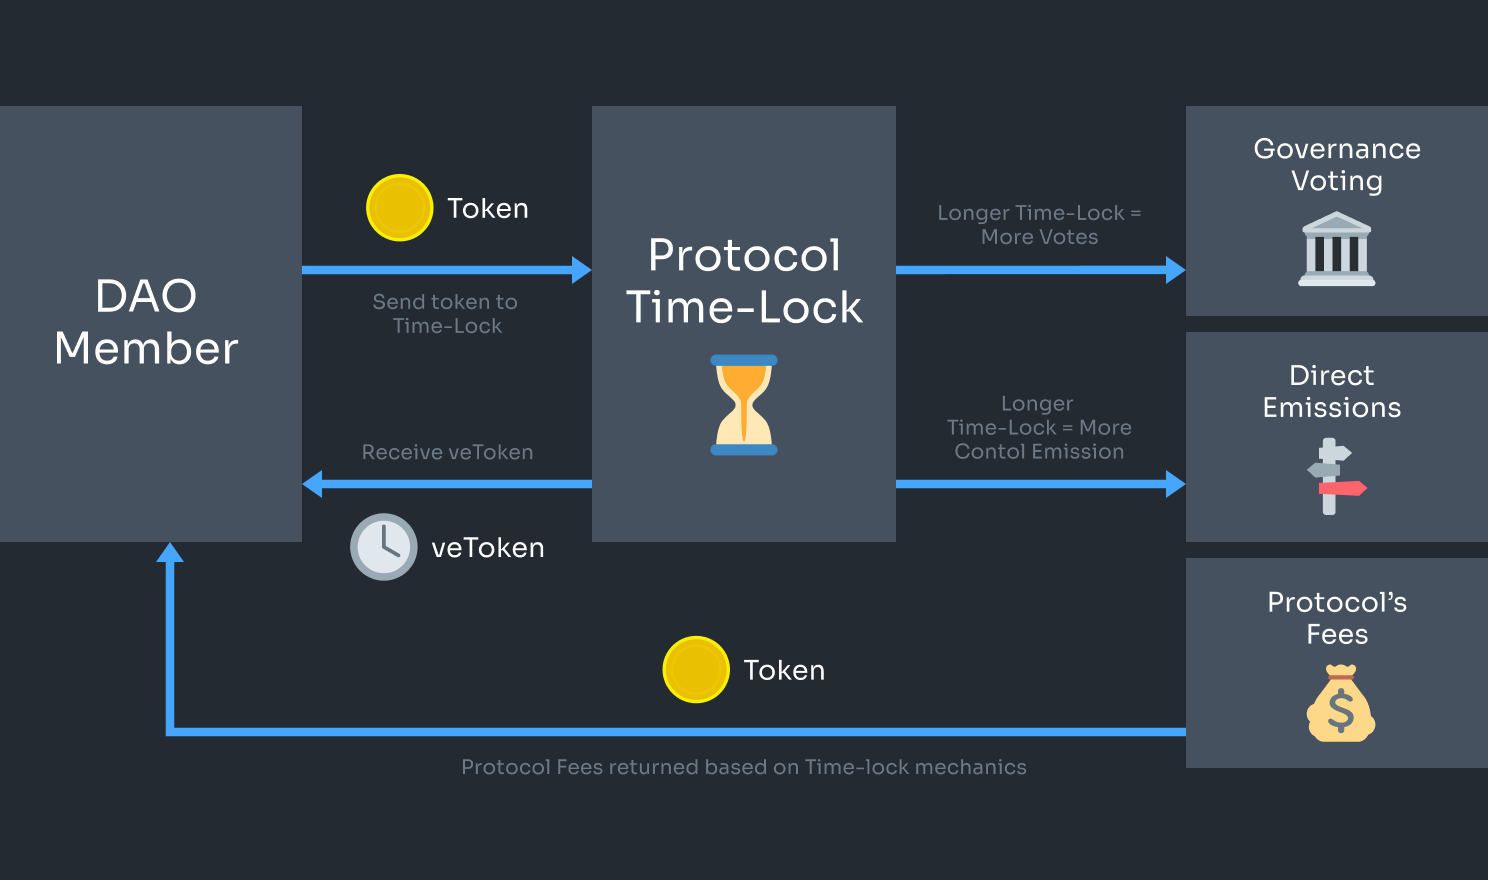 DAO
Member
Token
Send token to
Time-Lock
Receive veToken
veToken
Protocol
Time-Lock
Longer Time-Lock =
More Votes
Longer
Time-Lock = More
Contol Emission
Governance
Voting
Direct
Emissions
Protocol’s
Fees
$
Token
Protocol Fees returned based on Time-lock mechanics